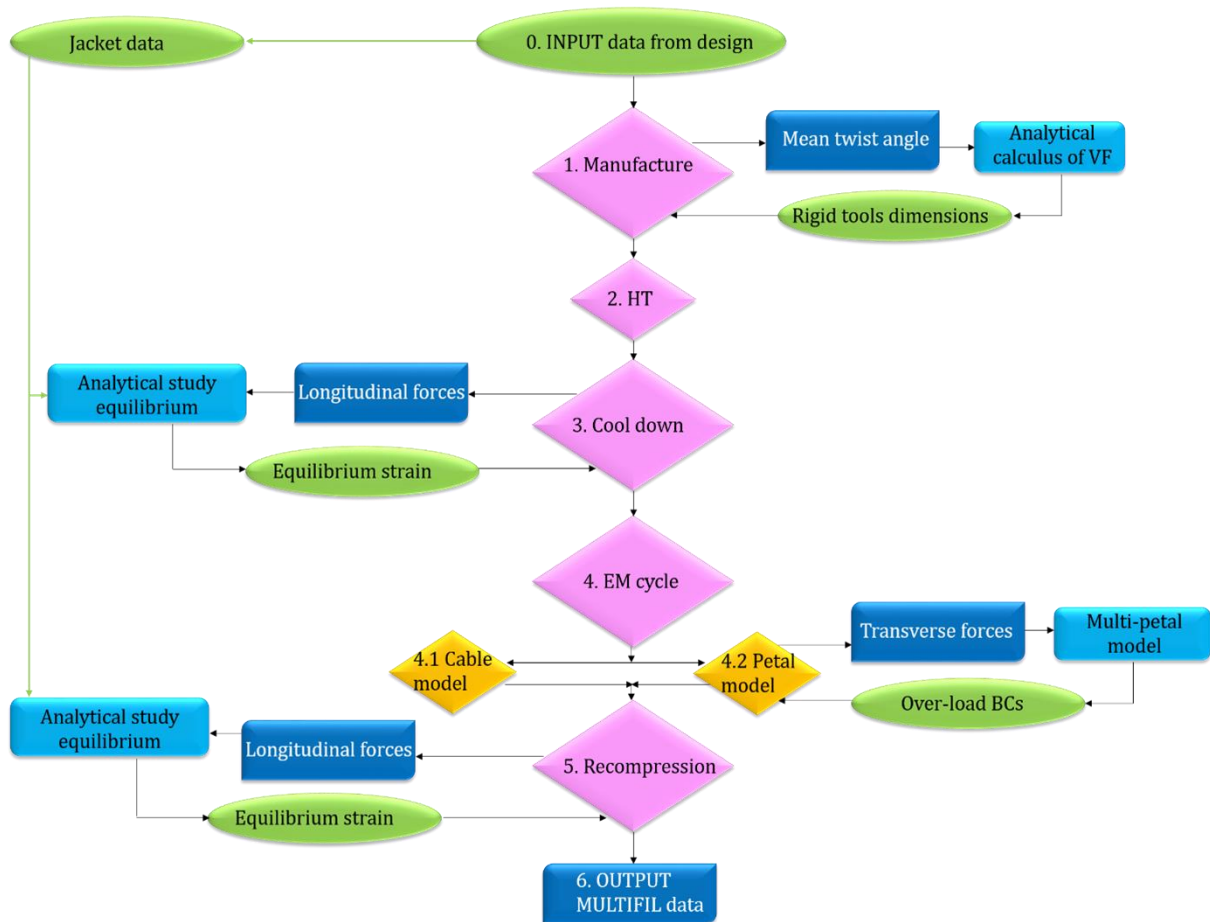 Jacket data
0. INPUT data from design
Mean twist angle
Analytical
calculus of VF
1. Manufacture
Rigid tools dimensions
2. HT
Analytical study
equilibrium
Longitudinal forces
3. Cool down
Equilibrium strain
4. EM cycle
Transverse forces
Multi-petal
model
4.1 Cable
model
4.2 Petal
model
Over-load BCs
Analytical study
equilibrium
Longitudinal forces
5. Recompression
Equilibrium strain
6. OUTPUT
MULTIFIL data